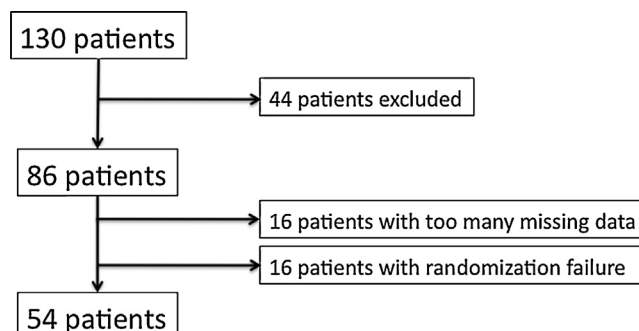 130 patients
44 patients excluded
86 patients
16 patients with too many missing data
16 patients with randomization failure
54 patients